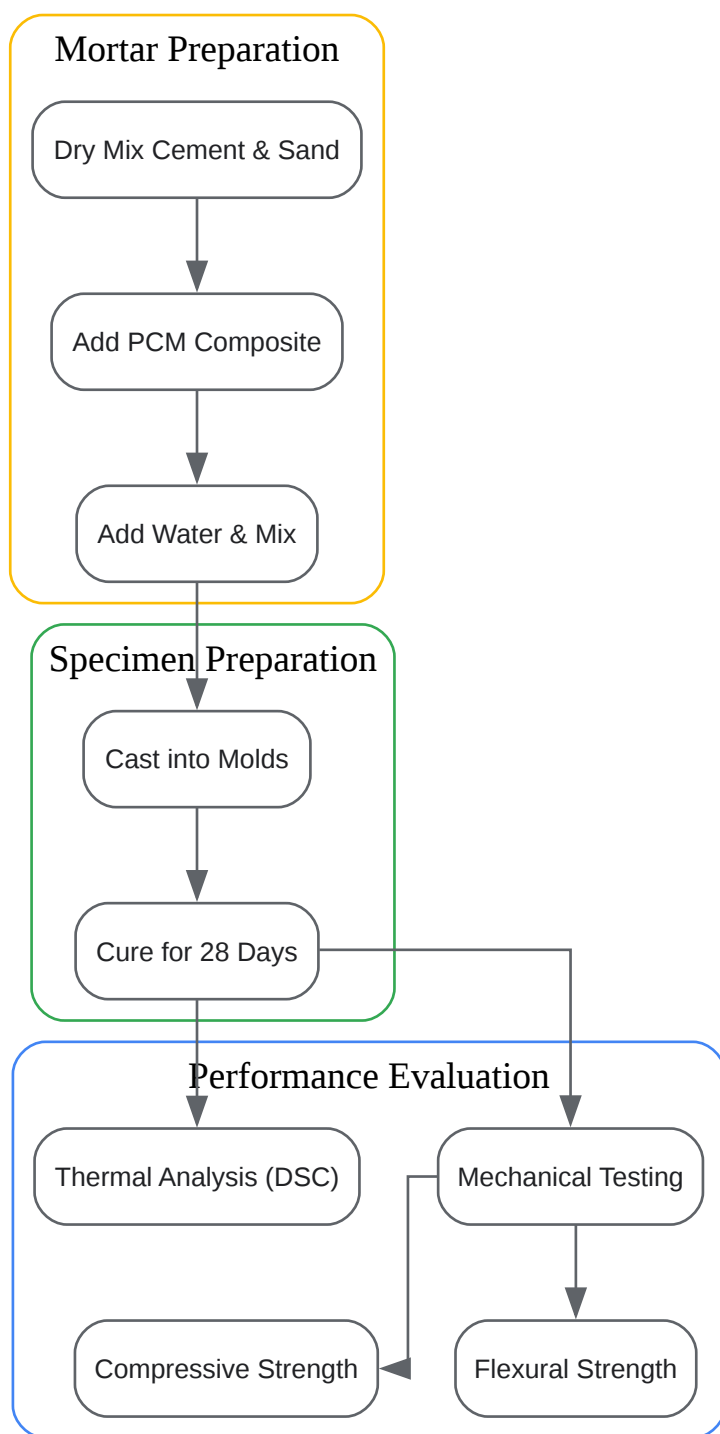 Mortar Preparation
Dry Mix Cement & Sand
Add PCM Composite
Add Water & Mix
Specimen Preparation
Cast into Molds
Cure for 28 Days
Performance Evaluation
Thermal Analysis (DSC)
Mechanical Testing
Compressive Strength
Flexural Strength